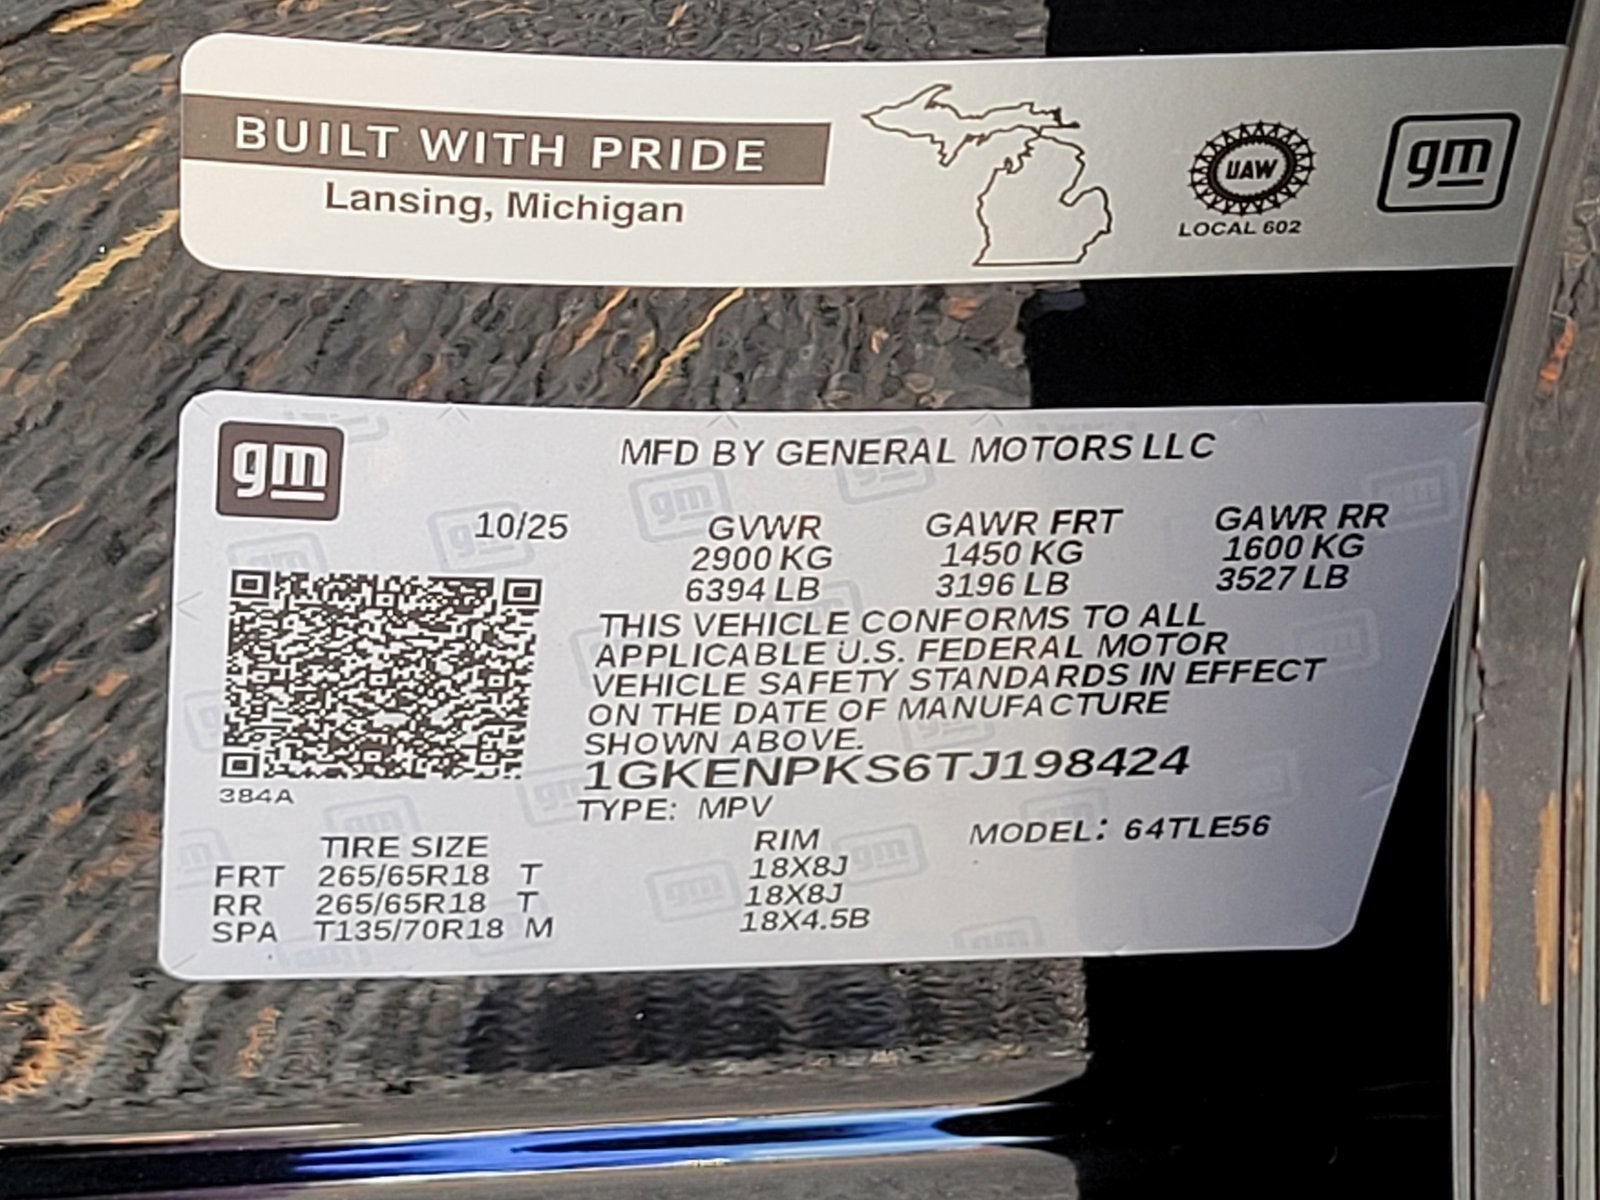 BUILT WITH PRIDE
Lansing, Michigan
UAW
LOCAL 602
gm
gm
MFD BY GENERAL MOTORS LLC
10/25 GVWR GAWR FRT GAWR RR
2900 KG 1450 KG 1600 KG
6394 LB 3196 LB 3527 LB
THIS VEHICLE CONFORMS TO ALL
APPLICABLE U.S. FEDERAL MOTOR
VEHICLE SAFETY STANDARDS IN EFFECT
ON THE DATE OF MANUFACTURE
SHOWN ABOVE.
1GKENPKS6TJ198424
384A
TYPE: MPV
MODEL: 64TLE56
TIRE SIZE RIM
FRT 265/65R18 T 18X8J
RR 265/65R18 T 18X8J
SPA T135/70R18 M 18X4.5B